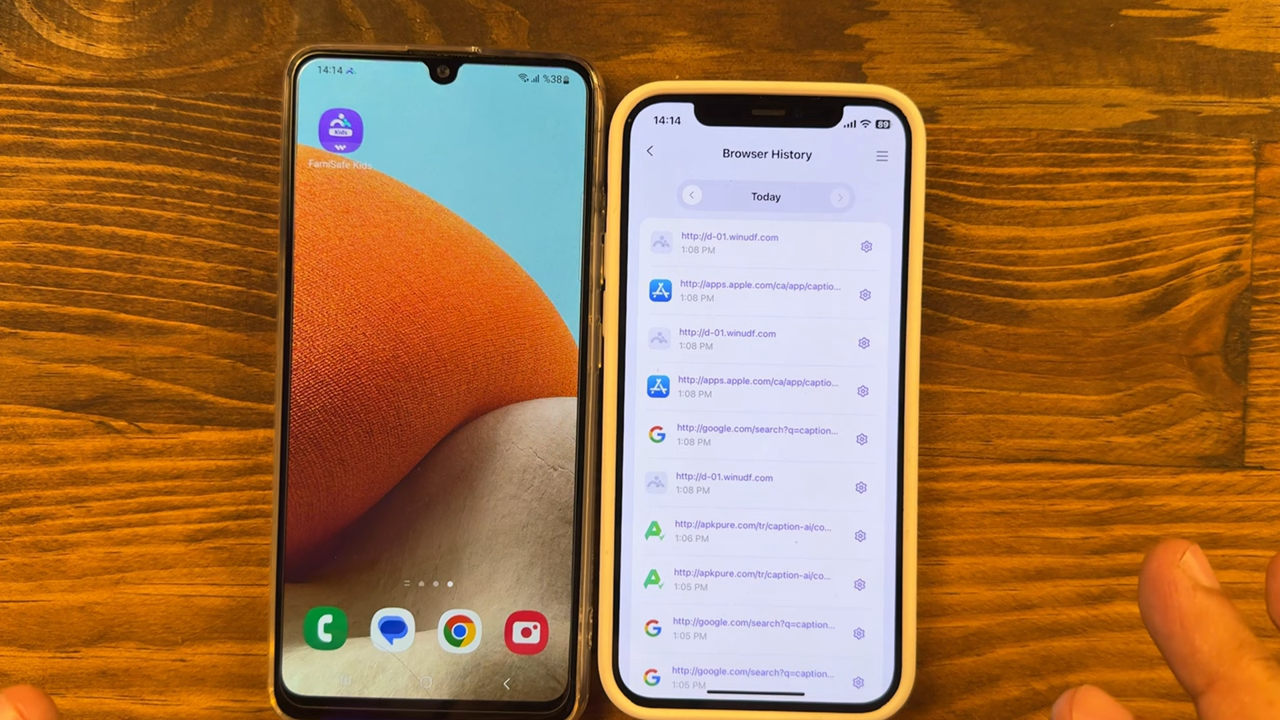 14:14
%38
Kids
FamiSafe Kids
14:14
89
Browser History
Today
http://d-01.winudf.com
1:08 PM
http://apps.apple.com/ca/app/captio...
1:08 PM
http://d-01.winudf.com
1:08 PM
http://apps.apple.com/ca/app/captio...
1:08 PM
http://google.com/search?q=caption...
1:08 PM
http://d-01.winudf.com
1:08 PM
http://apkpure.com/tr/caption-ai/co...
1:06 PM
http://apkpure.com/tr/caption-ai/co...
1:05 PM
http://google.com/search?q=caption...
1:05 PM
http://google.com/search?q=caption...
1:05 PM